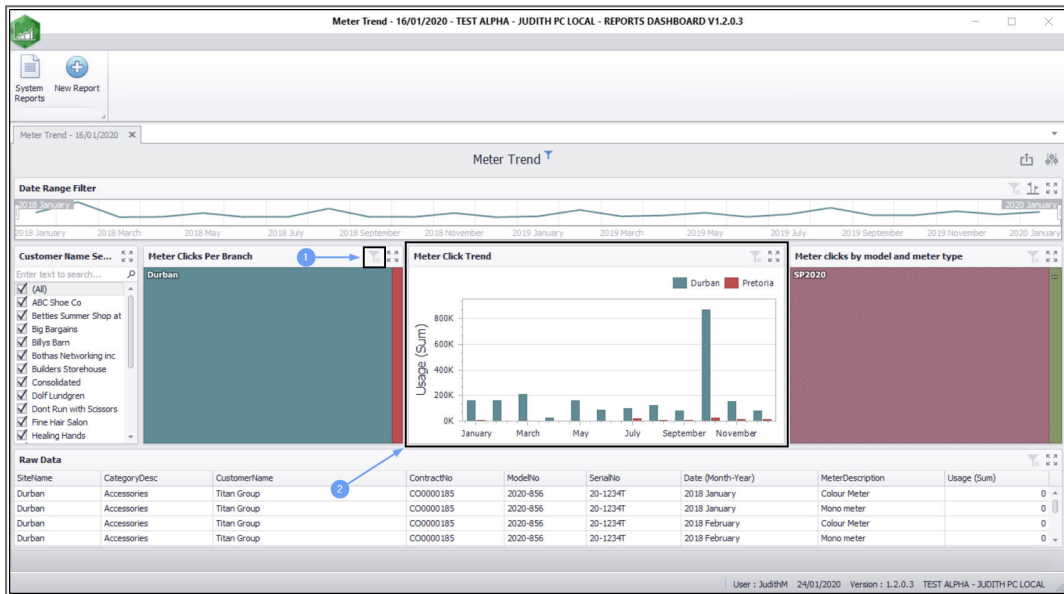 Meter Trend - 16/01/2020 - TEST ALPHA - JUDITH PC LOCAL - REPORTS DASHBOARD V1.2.0.3
System Reports New Report
Meter Trend - 16/01/2020
Meter Trend
Date Range Filter
2018 January 2020 January
2018 January 2018 March 2018 May 2018 July 2018 September 2018 November 2019 January 2019 March 2019 May 2019 July 2019 September 2019 November 2020 January
Customer Name Se... Meter Clicks Per Branch 1 Meter Click Trend Meter clicks by model and meter type
Enter text to search...
(All)
ABC Shoe Co
Betties Summer Shop at
Big Bargains
Billys Barn
Bothas Networking inc
Builders Storehouse
Consolidated
Dolf Lundgren
Dont Run with Scissors
Fine Hair Salon
Healing Hands
Durban
Durban Pretoria
Usage (Sum)
800K
600K
400K
200K
0K
January March May July September November
SP2020
2
Raw Data
SiteName CategoryDesc CustomerName ContractNo ModelNo SerialNo Date (Month-Year) MeterDescription Usage (Sum)
Durban Accessories Titan Group CO0000185 2020-856 20-1234T 2018 January Colour Meter 0
Durban Accessories Titan Group CO0000185 2020-856 20-1234T 2018 January Mono meter 0
Durban Accessories Titan Group CO0000185 2020-856 20-1234T 2018 February Colour Meter 0
Durban Accessories Titan Group CO0000185 2020-856 20-1234T 2018 February Mono meter 0
User : JudithM 24/01/2020 Version : 1.2.0.3 TEST ALPHA - JUDITH PC LOCAL